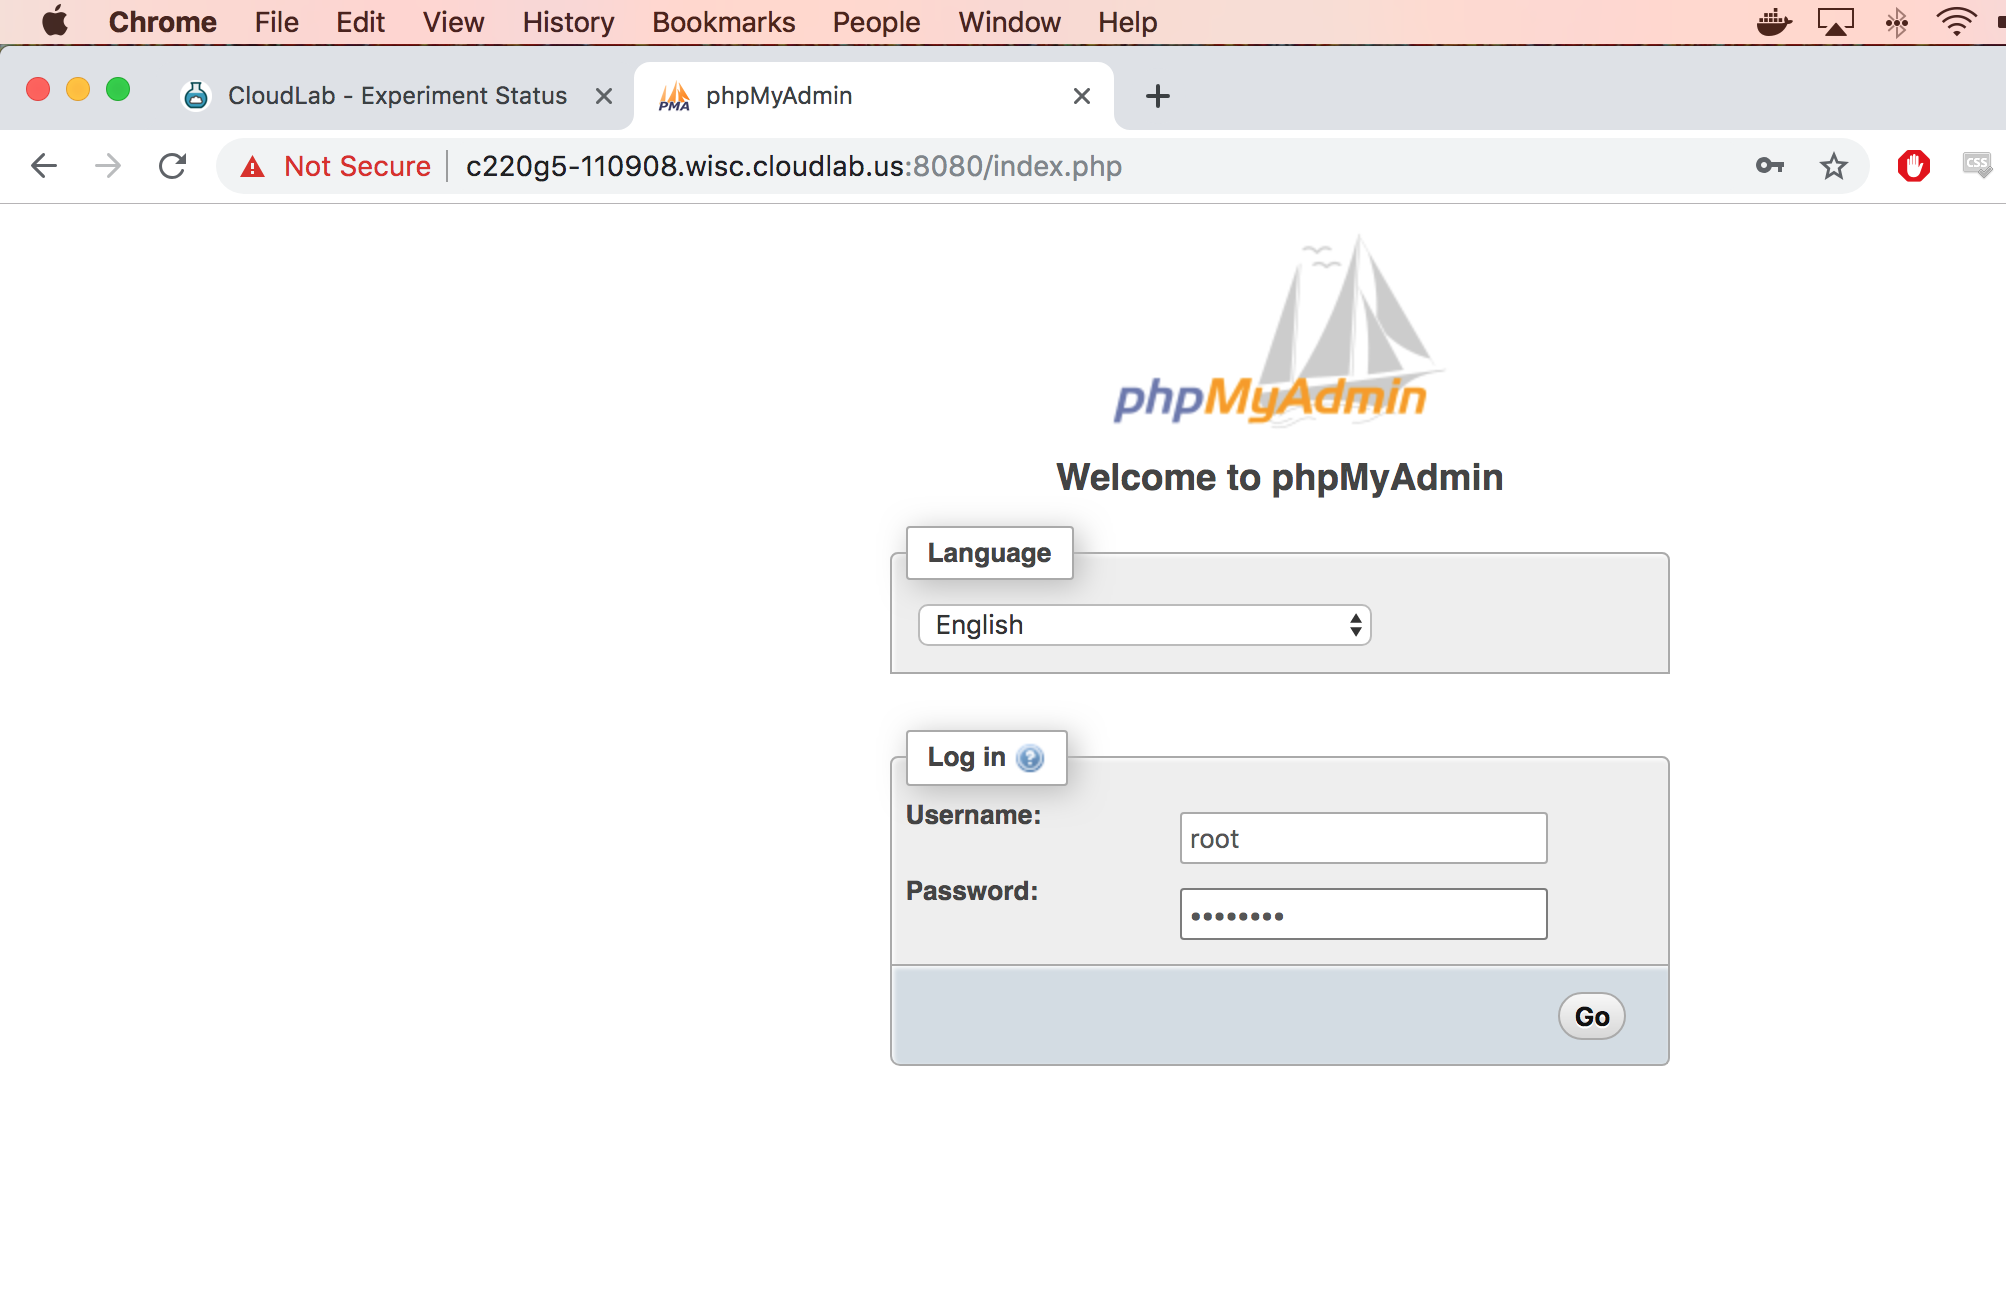 Chrome File Edit View History Bookmarks People Window Help
CloudLab - Experiment Status
PMA phpMyAdmin
Not Secure c220g5-110908.wisc.cloudlab.us:8080/index.php
CSS
phpMyAdmin
Welcome to phpMyAdmin
Language
English
Log in ?
Username:
root
Password:
••••••••
Go